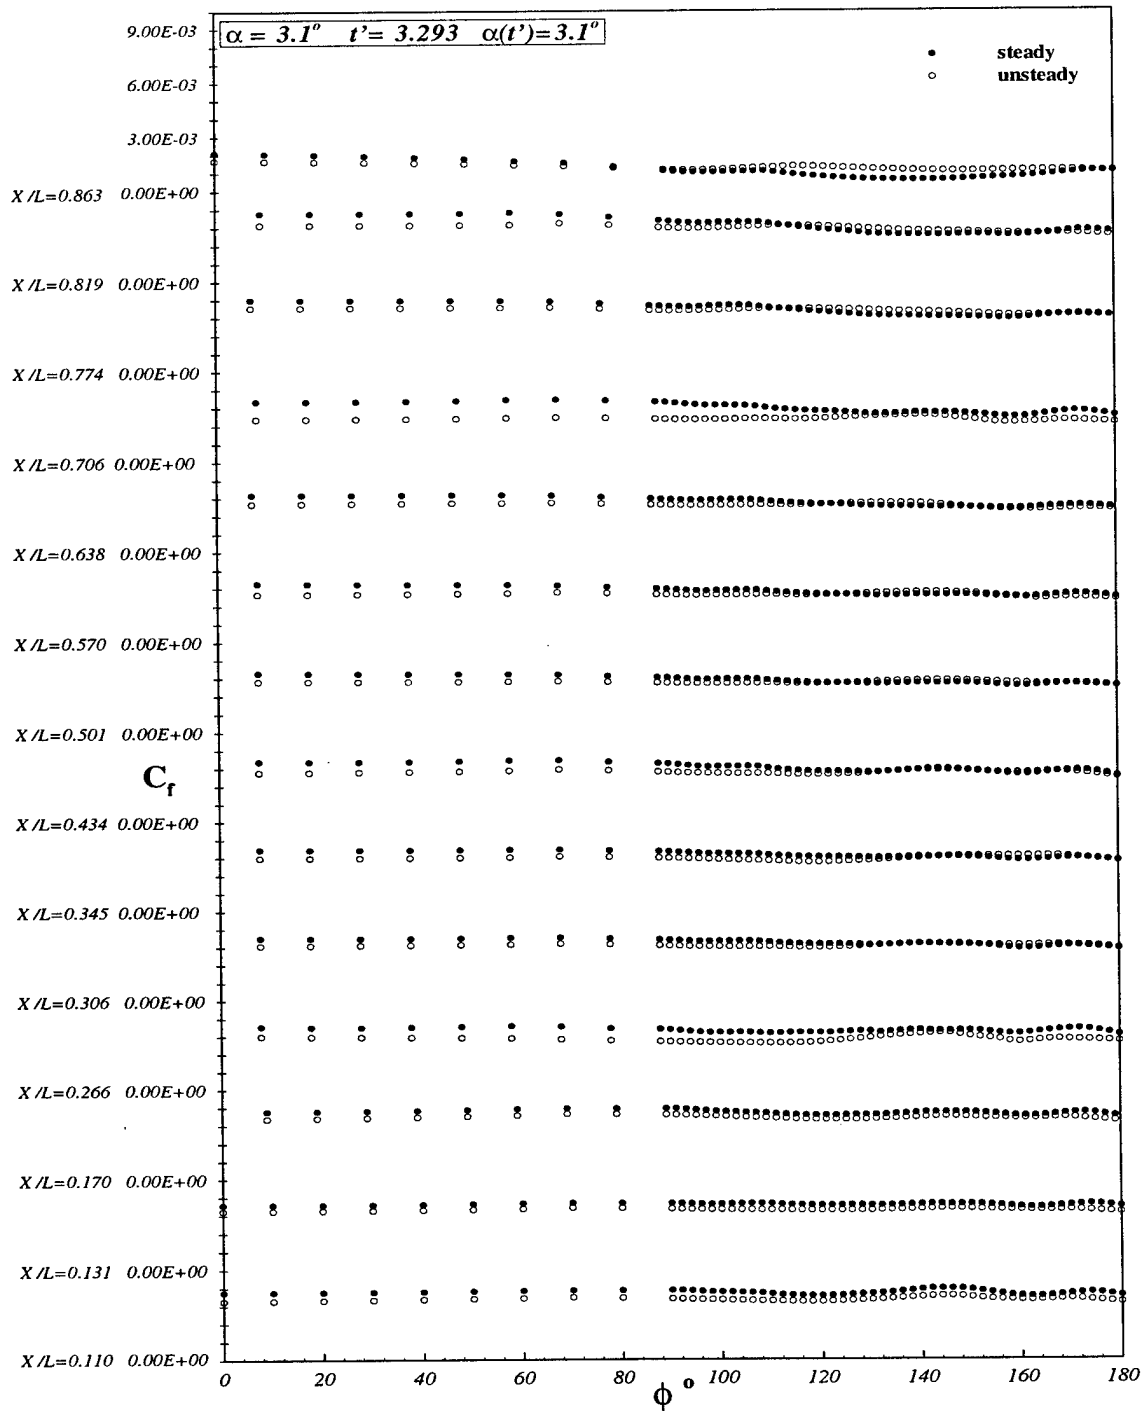 9.00E-03
α = 3.1° t'= 3.293 α(t')=3.1°
steady
6.00E-03
unsteady
3.00E-03
X/L=0.863 0.00E+00
X/L=0.819 0.00E+00
X/L=0.774 0.00E+00
X/L=0.706 0.00E+00
X/L=0.638 0.00E+00
X/L=0.570 0.00E+00
X/L=0.501 0.00E+00
C_f
X/L=0.434 0.00E+00
X/L=0.345 0.00E+00
X/L=0.306 0.00E+00
X/L=0.266 0.00E+00
X/L=0.170 0.00E+00
X/L=0.131 0.00E+00
X/L=0.110 0.00E+00
0 20 40 60 80 100 120 140 160 180
ϕ °